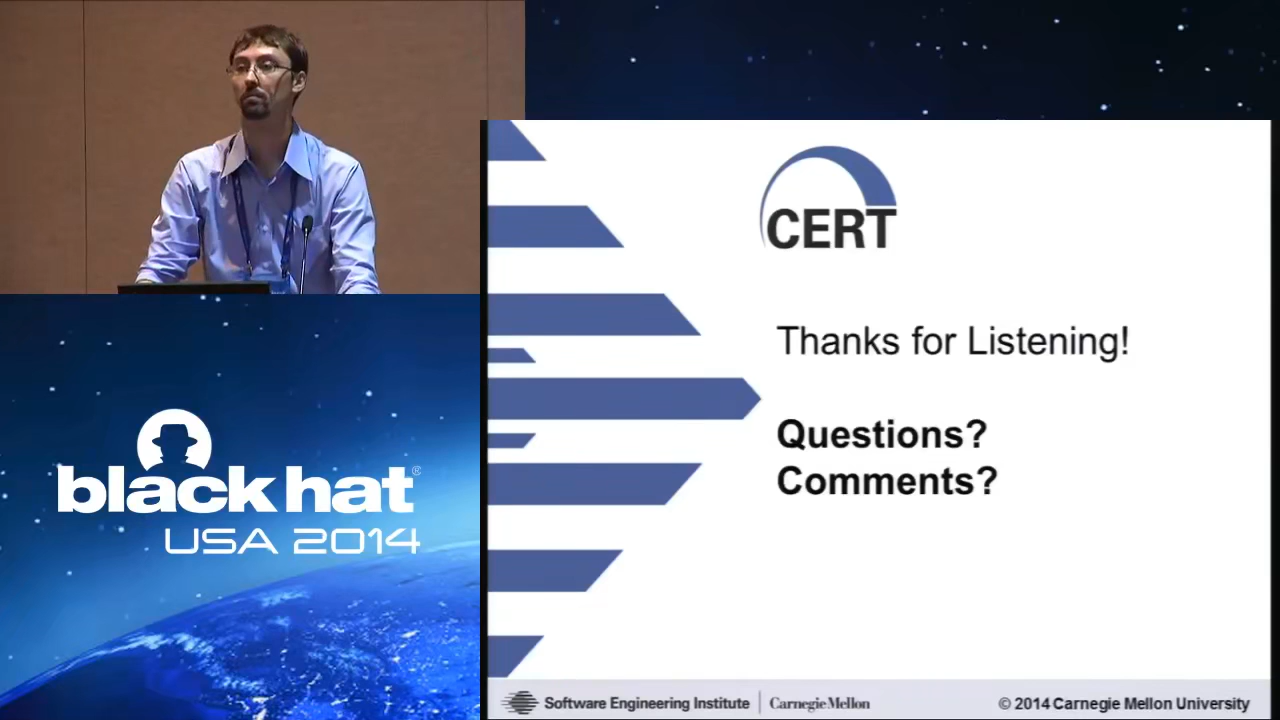 CERT
Thanks for Listening!
Questions?
Comments?
black hat®
USA 2014
Software Engineering Institute | Carnegie Mellon
© 2014 Carnegie Mellon University